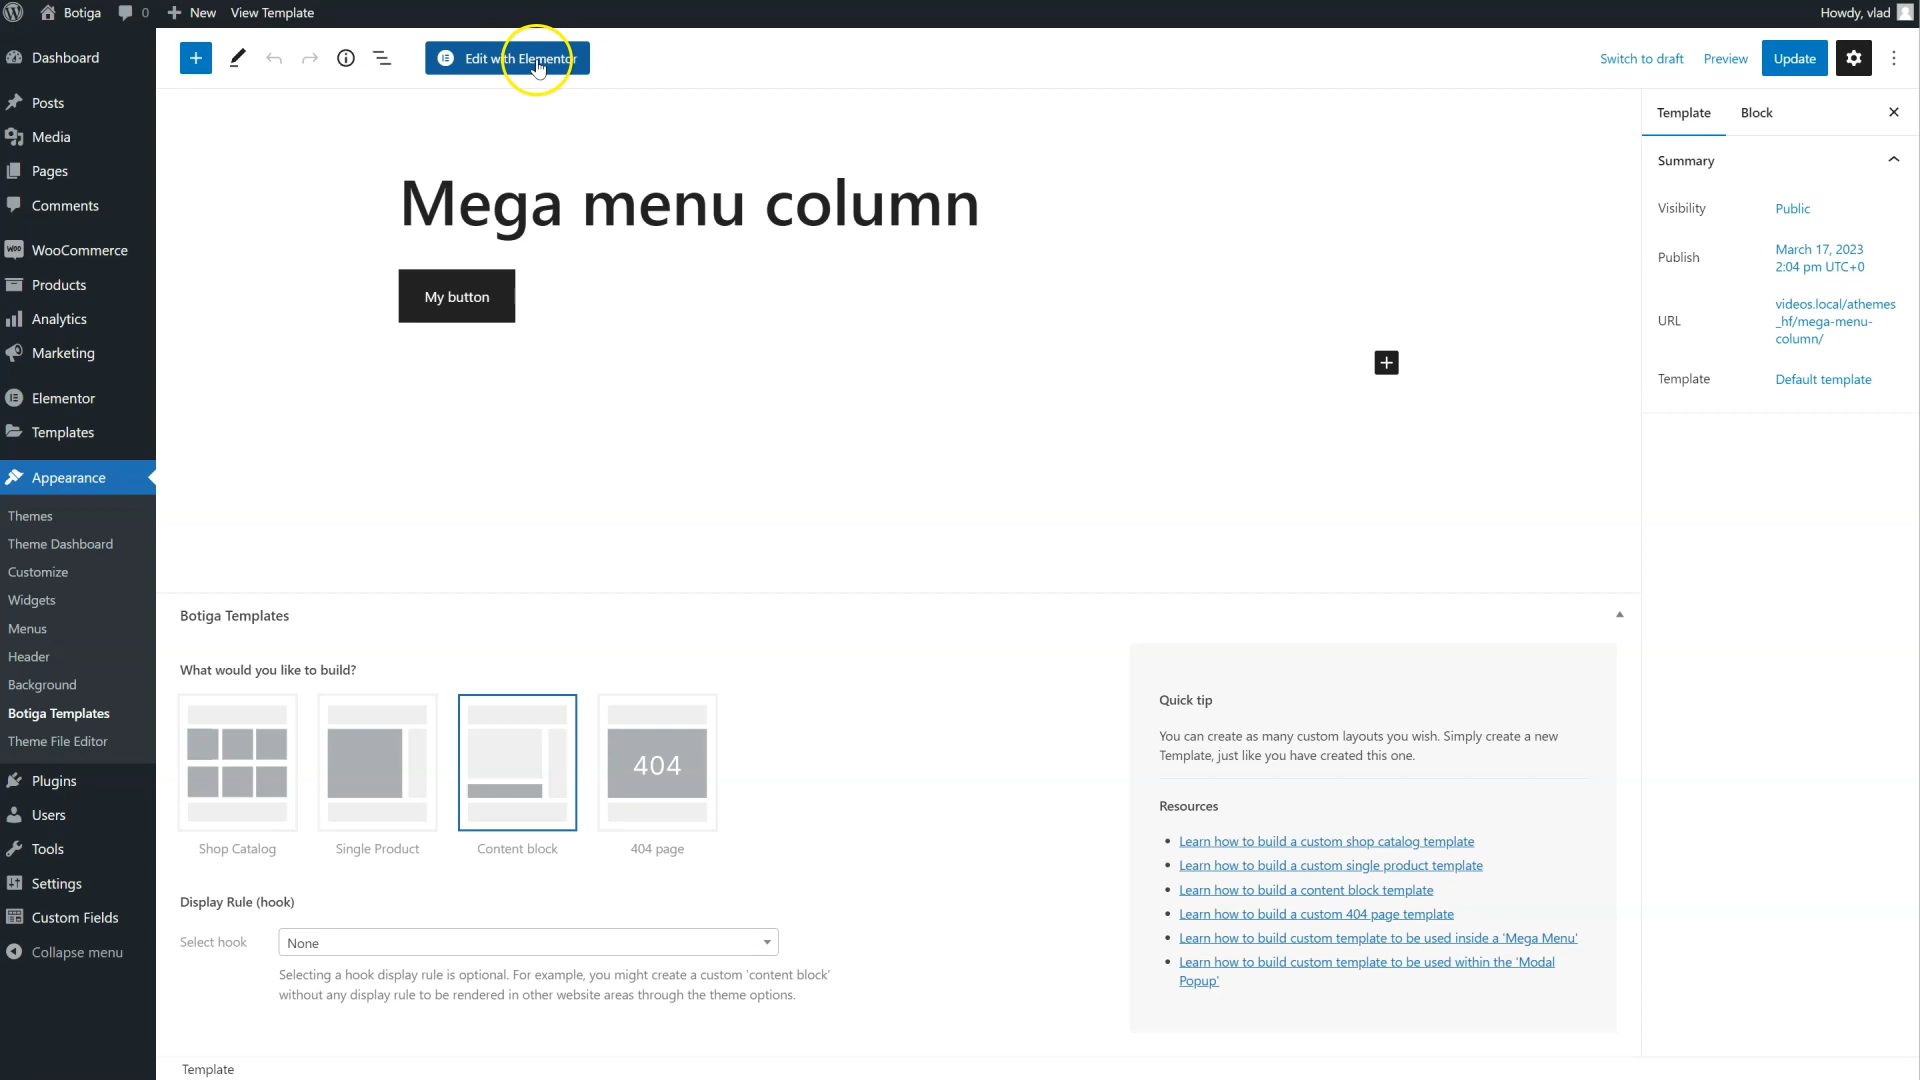 Botiga
0
New
View Template
Howdy, vlad
Dashboard
Posts
Media
Pages
Comments
WooCommerce
Products
Analytics
Marketing
Elementor
Templates
Appearance
Themes
Theme Dashboard
Customize
Widgets
Menus
Header
Background
Botiga Templates
Theme File Editor
Plugins
Users
Tools
Settings
Custom Fields
Collapse menu
Edit with Elementor
Switch to draft
Preview
Update
Mega menu column
My button
Template
Block
Summary
Visibility
Public
Publish
March 17, 2023
2:04 pm UTC+0
URL
videos.local/athemes
_hf/mega-menu-
column/
Template
Default template
Botiga Templates
What would you like to build?
404
Shop Catalog
Single Product
Content block
404 page
Display Rule (hook)
Select hook
None
Selecting a hook display rule is optional. For example, you might create a custom 'content block'
without any display rule to be rendered in other website areas through the theme options.
Quick tip
You can create as many custom layouts you wish. Simply create a new
Template, just like you have created this one.
Resources
Learn how to build a custom shop catalog template
Learn how to build a custom single product template
Learn how to build a content block template
Learn how to build a custom 404 page template
Learn how to build custom template to be used inside a 'Mega Menu'
Learn how to build custom template to be used within the 'Modal
Popup'
Template